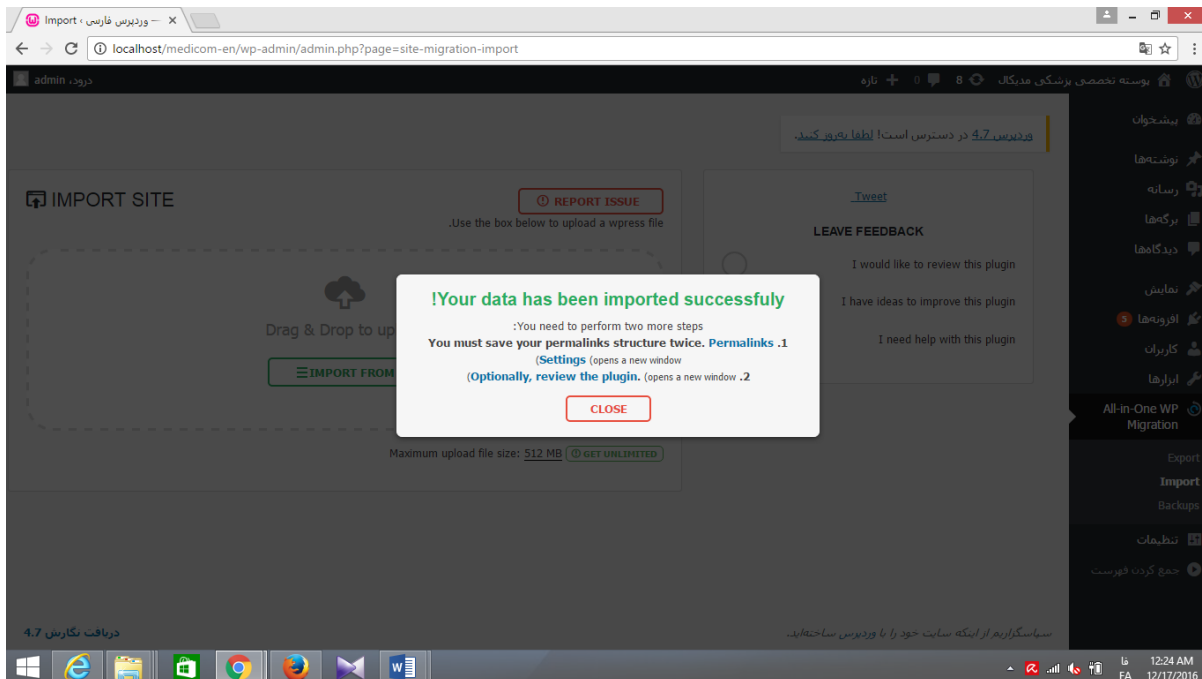 Import ‹ وردپرس فارسی —
localhost/medicom-en/wp-admin/admin.php?page=site-migration-import
پوسته تخصصی پزشکی مدیکال 8 0 تازه
درود، admin
پیشخوان
نوشته‌ها
رسانه
برگه‌ها
دیدگاه‌ها
نمایش
افزونه‌ها 5
کاربران
ابزارها
All-in-One WP
Migration
Export
Import
Backups
تنظیمات
جمع کردن فهرست
وردپرس 4.7 در دسترس است! لطفا به‌روز کنید.
IMPORT SITE
REPORT ISSUE
.Use the box below to upload a wpress file
Drag & Drop to up
IMPORT FROM
Maximum upload file size: 512 MB GET UNLIMITED
Tweet
LEAVE FEEDBACK
I would like to review this plugin
I have ideas to improve this plugin
I need help with this plugin
!Your data has been imported successfuly
:You need to perform two more steps
You must save your permalinks structure twice. Permalinks .1
(Settings (opens a new window
(Optionally, review the plugin. (opens a new window .2
CLOSE
سپاسگزاریم از اینکه سایت خود را با وردپرس ساخته‌اید.
دریافت نگارش 4.7
فا
FA
12:24 AM
12/17/2016